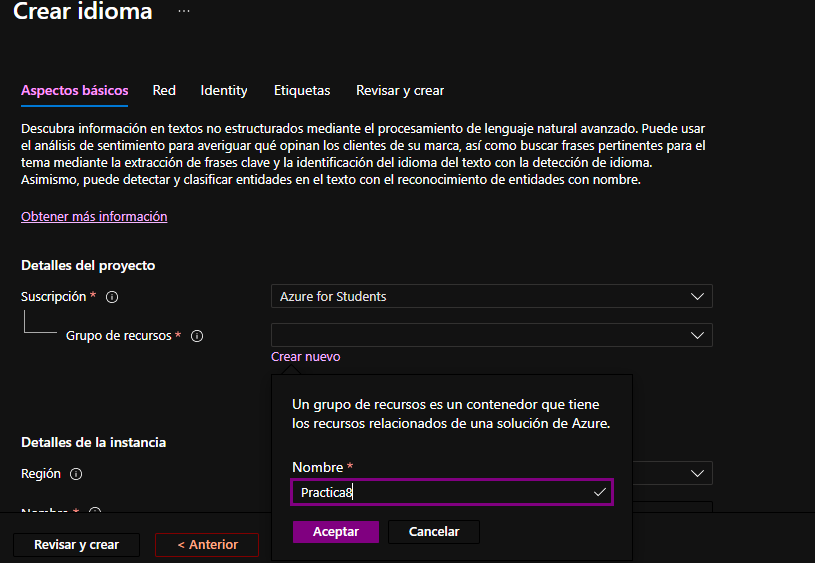 Crear idioma ...
Aspectos básicos Red Identity Etiquetas Revisar y crear
Descubra información en textos no estructurados mediante el procesamiento de lenguaje natural avanzado. Puede usar
el análisis de sentimiento para averiguar qué opinan los clientes de su marca, así como buscar frases pertinentes para el
tema mediante la extracción de frases clave y la identificación del idioma del texto con la detección de idioma.
Asimismo, puede detectar y clasificar entidades en el texto con el reconocimiento de entidades con nombre.
Obtener más información
Detalles del proyecto
Suscripción *
Azure for Students
Grupo de recursos *
Crear nuevo
Un grupo de recursos es un contenedor que tiene
los recursos relacionados de una solución de Azure.
Nombre *
Practica8
Aceptar Cancelar
Detalles de la instancia
Región
Nombre *
Revisar y crear < Anterior